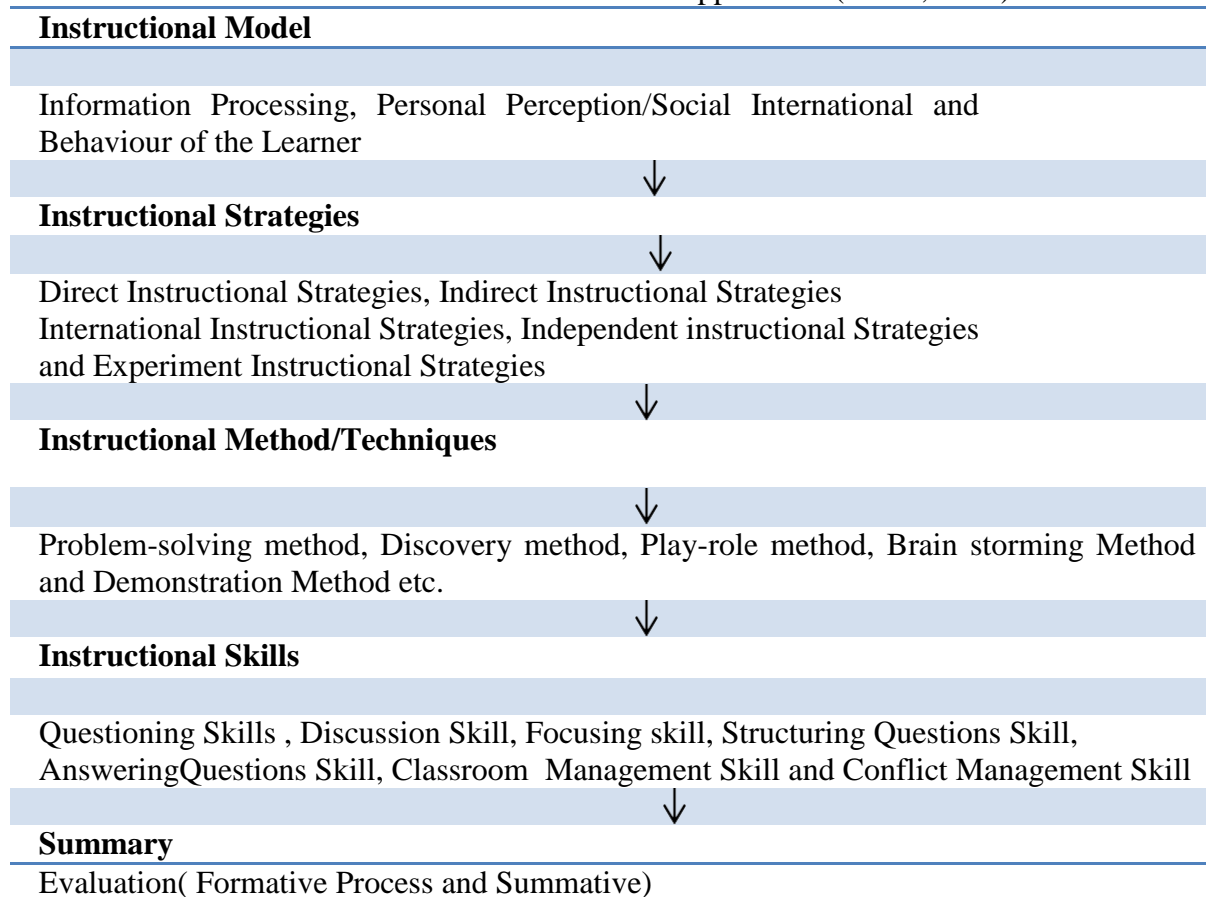 Instructional Model
Information Processing, Personal Perception/Social International and
Behaviour of the Learner
Instructional Strategies
Direct Instructional Strategies, Indirect Instructional Strategies
International Instructional Strategies, Independent instructional Strategies
and Experiment Instructional Strategies
Instructional Method/Techniques
Problem-solving method, Discovery method, Play-role method, Brain storming Method
and Demonstration Method etc.
Instructional Skills
Questioning Skills , Discussion Skill, Focusing skill, Structuring Questions Skill,
AnsweringQuestions Skill, Classroom Management Skill and Conflict Management Skill
Summary
Evaluation( Formative Process and Summative)